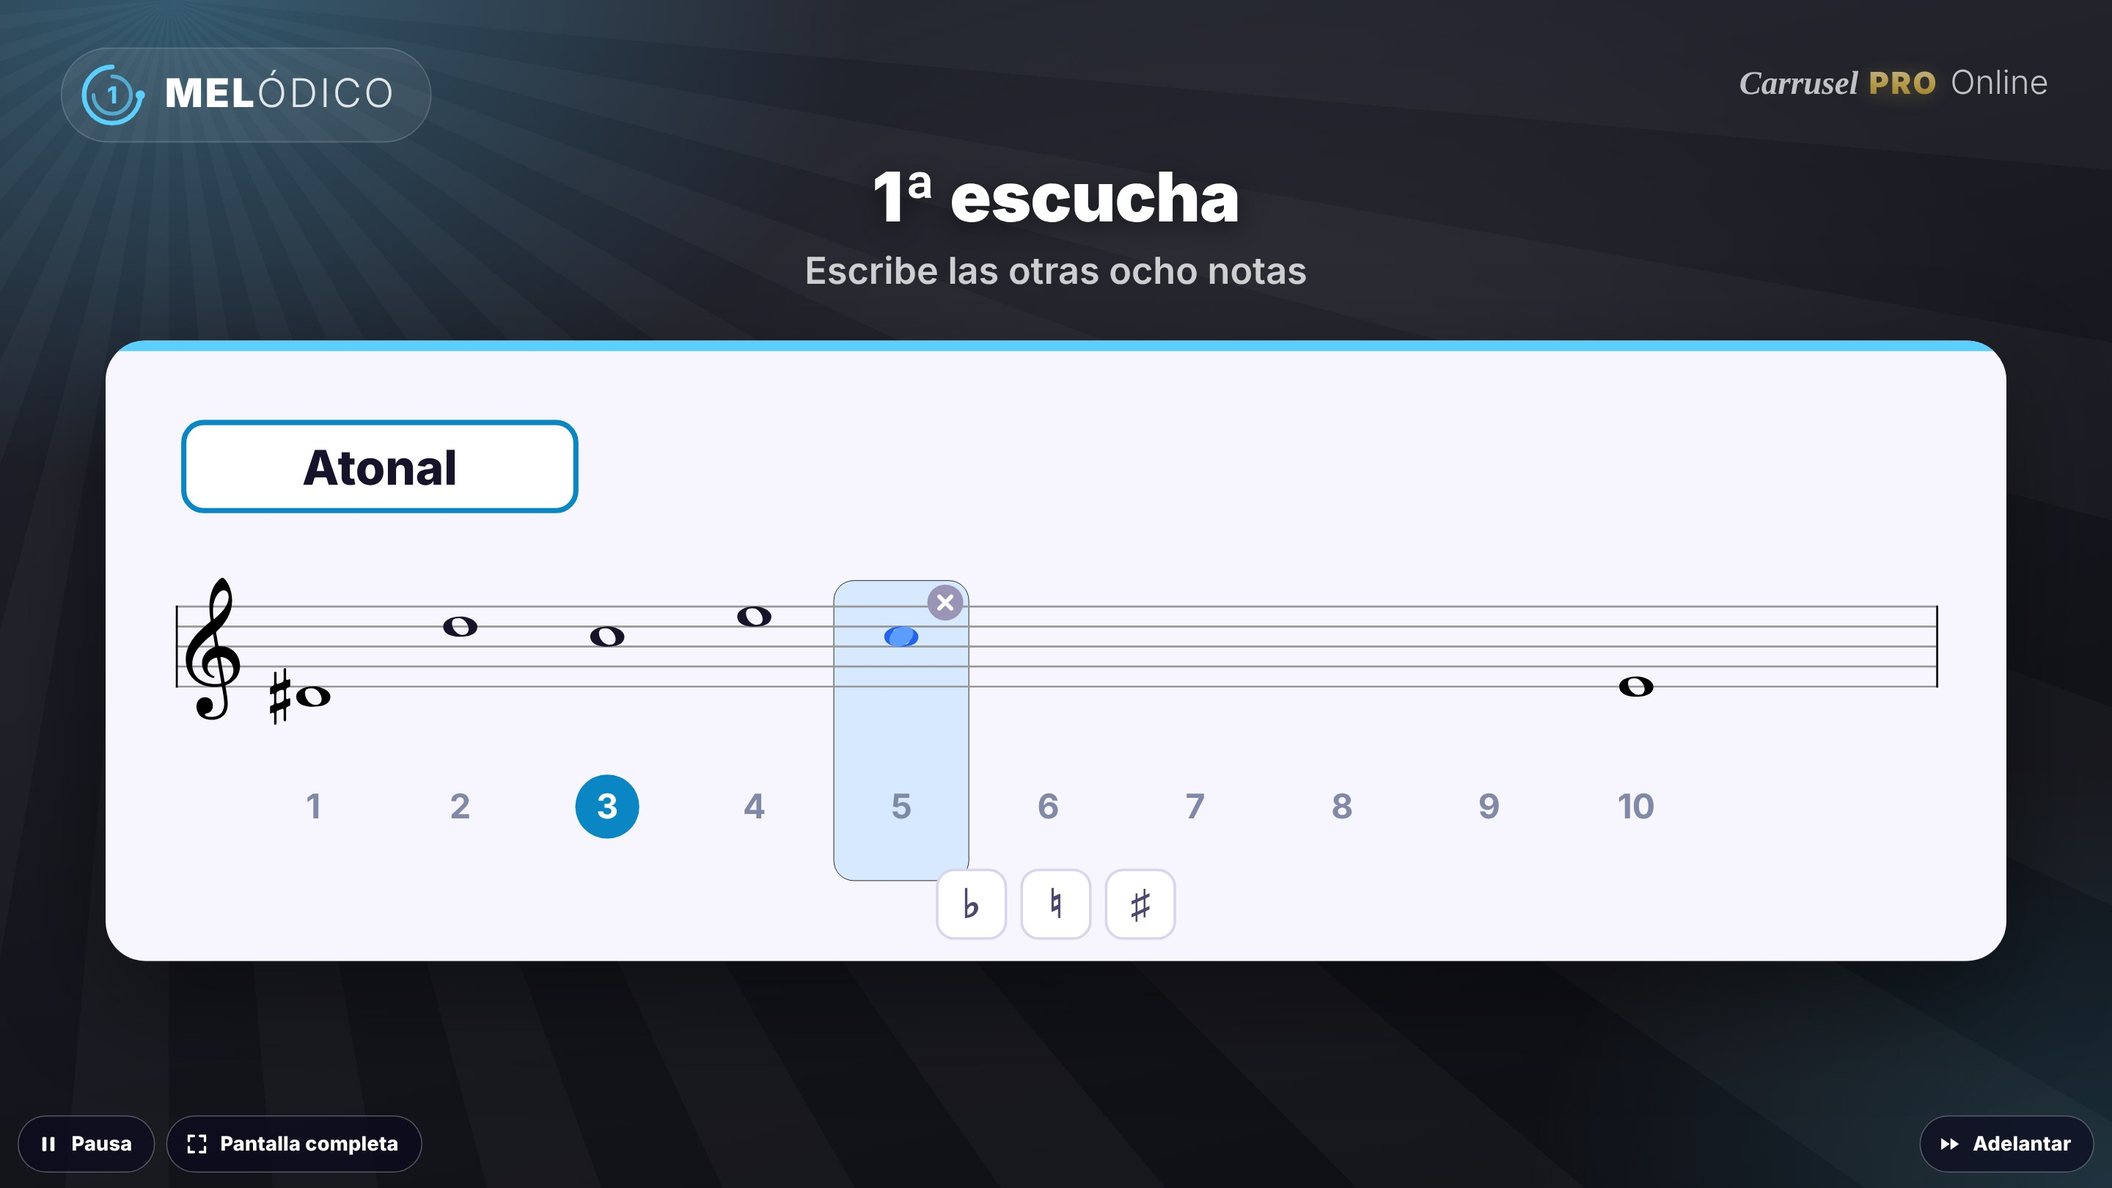 1 MELÓDICO
Carrusel PRO Online
1ª escucha
Escribe las otras ocho notas
Atonal
1 2 3 4 5 6 7 8 9 10
♭ ♮ ♯
Pausa
Pantalla completa
Adelantar